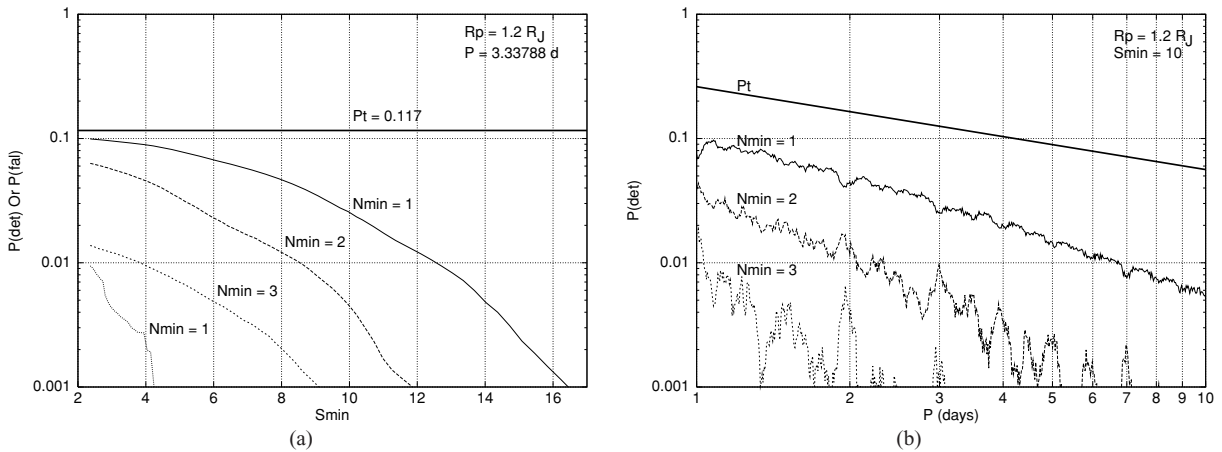 1
0.1
0.01
0.001
P(det) Or P(fal)
Rp = 1.2 R_J
P = 3.33788 d
Pt = 0.117
Nmin = 1
Nmin = 2
Nmin = 3
Nmin = 1
2 4 6 8 10 12 14 16
Smin
(a)
1
0.1
0.01
0.001
P(det)
Rp = 1.2 R_J
Smin = 10
Pt
Nmin = 1
Nmin = 2
Nmin = 3
1 2 3 4 5 6 7 8 9 10
P (days)
(b)